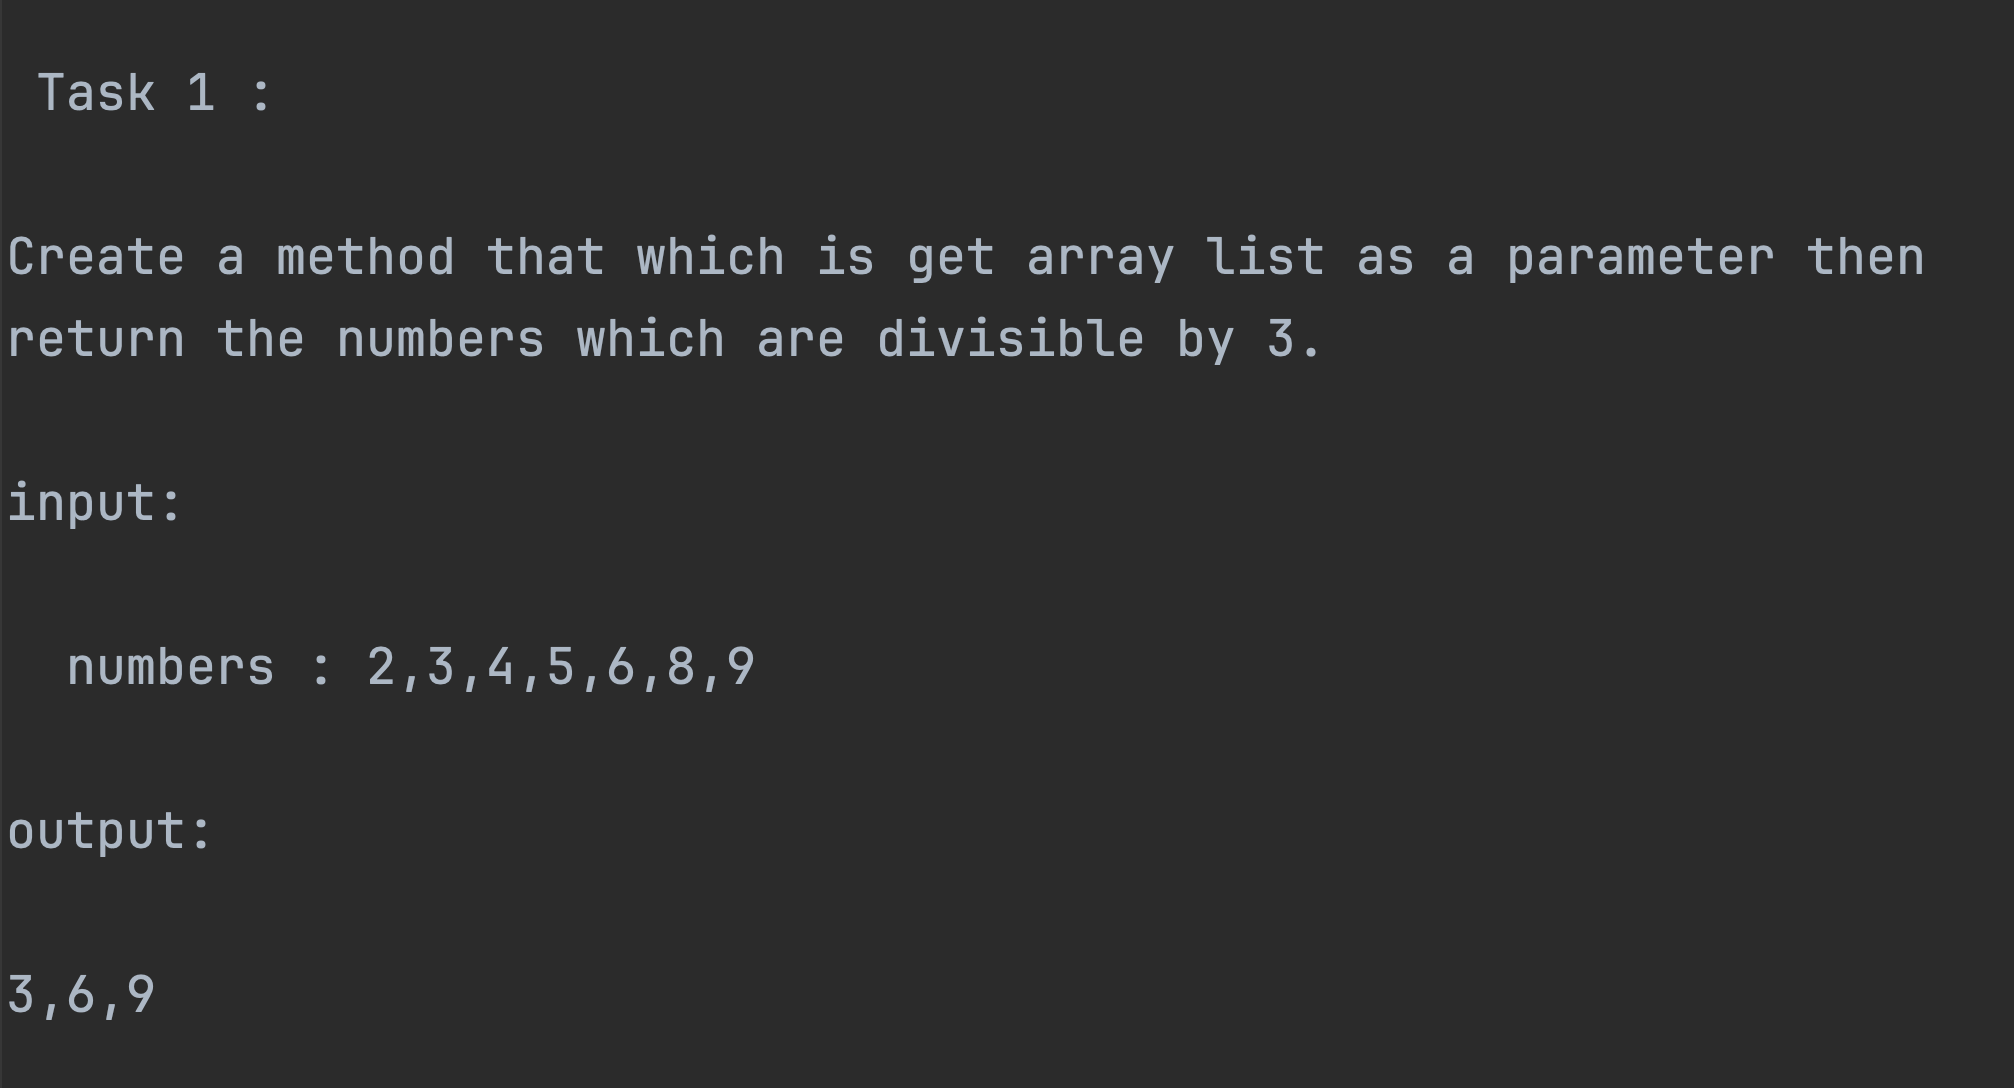 Task 1 :
Create a method that which is get array list as a parameter then
return the numbers which are divisible by 3.
input:
numbers : 2,3,4,5,6,8,9
output:
3,6,9